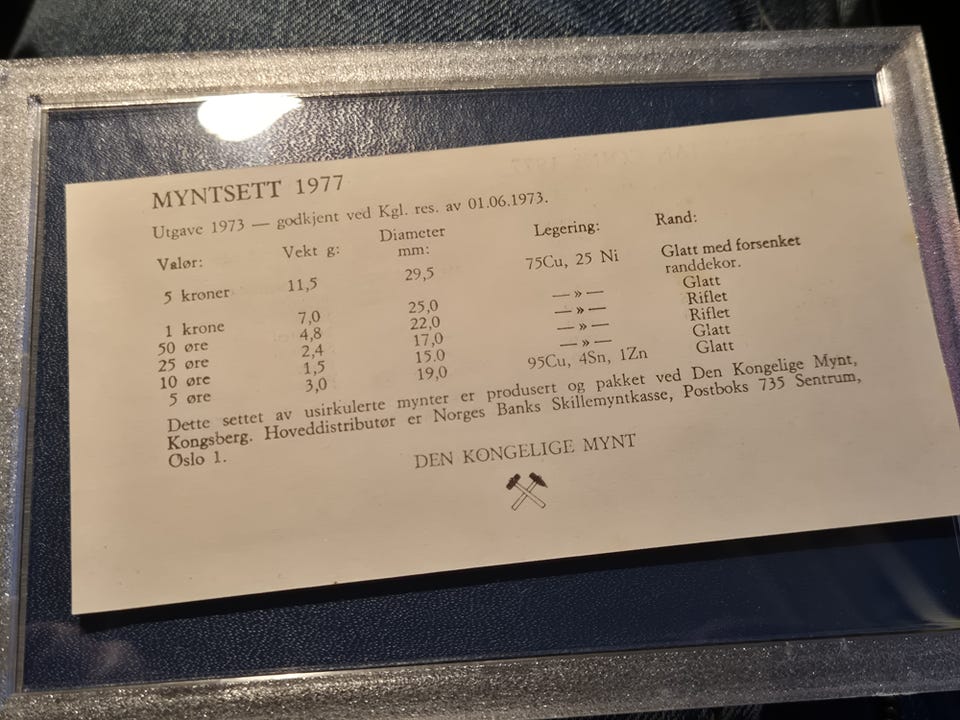 MYNTSETT 1977
Utgave 1973 — godkjent ved Kgl. res. av 01.06.1973.
Valør: Vekt g: Diameter mm: Legering: Rand:
5 kroner 11,5 29,5 75Cu, 25 Ni Glatt med forsenket randdekor.
1 krone 7,0 25,0 —»— Glatt
50 øre 4,8 22,0 —»— Riflet
25 øre 2,4 17,0 —»— Riflet
10 øre 1,5 15.0 —»— Glatt
5 øre 3,0 19,0 95Cu, 4Sn, 1Zn Glatt
Dette settet av usirkulerte mynter er produsert og pakket ved Den Kongelige Mynt,
Kongsberg. Hoveddistributør er Norges Banks Skillemyntkasse, Postboks 735 Sentrum,
Oslo 1.
DEN KONGELIGE MYNT